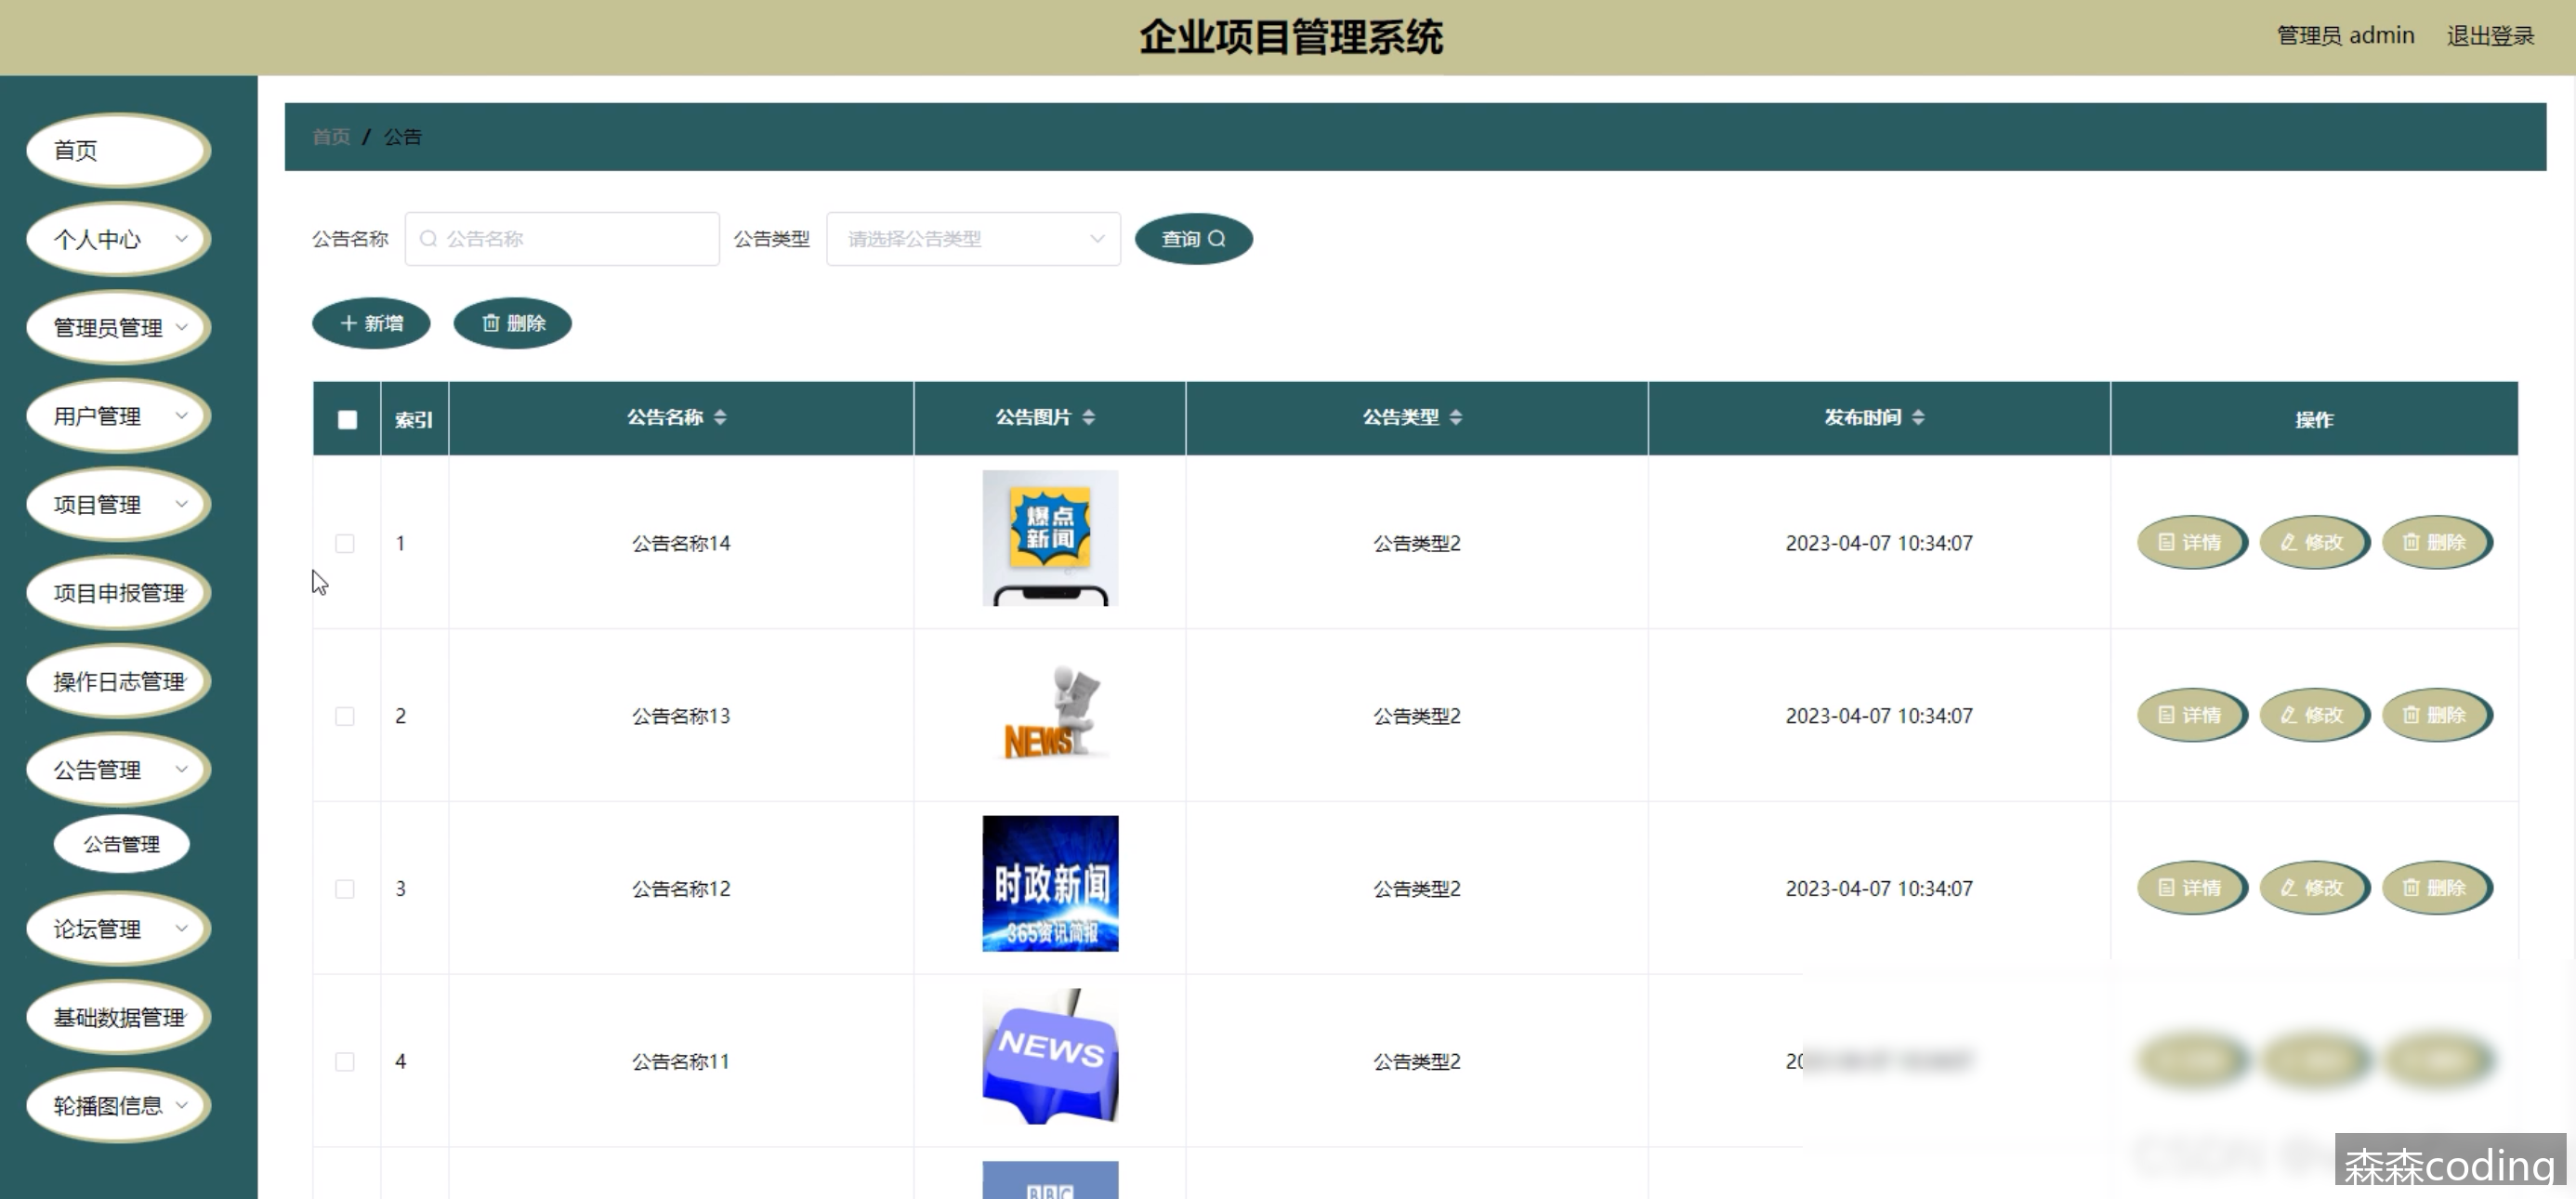 企业项目管理系统
管理员 admin 退出登录
首页
个人中心
管理员管理
用户管理
项目管理
项目申报管理
操作日志管理
公告管理
公告管理
论坛管理
基础数据管理
轮播图信息
首页 / 公告
公告名称 公告名称 公告类型 请选择公告类型 查询
新增 删除
索引 公告名称 公告图片 公告类型 发布时间 操作
爆点
新闻
1 公告名称14 公告类型2 2023-04-07 10:34:07 详情 修改 删除
NEWS
2 公告名称13 公告类型2 2023-04-07 10:34:07 详情 修改 删除
时政新闻
365资讯简报
3 公告名称12 公告类型2 2023-04-07 10:34:07 详情 修改 删除
NEWS
4 公告名称11 公告类型2 20
BBC
森森coding